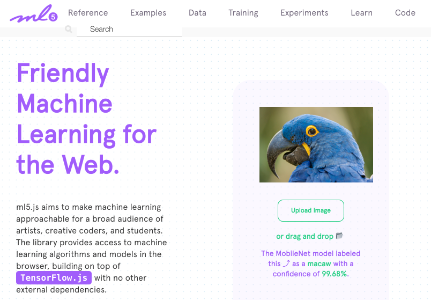 ml5
Reference Examples Data Training Experiments Learn Code
Search
Friendly
Machine
Learning for
the Web.
ml5.js aims to make machine learning
approachable for a broad audience of
artists, creative coders, and students.
The library provides access to machine
learning algorithms and models in the
browser, building on top of
TensorFlow.js with no other
external dependencies.
Upload Image
or drag and drop
The MobileNet model labeled
this as a macaw with a
confidence of 99.68%.